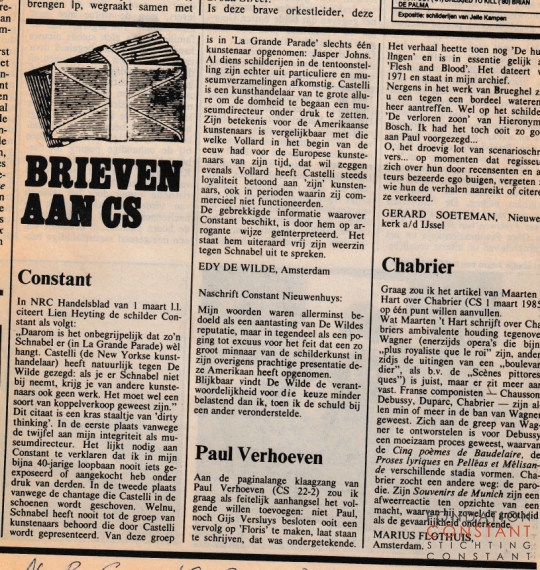 brengen lp, wegraakt samen met
Is deze brave orkestleider, deze
DE PALMA
Expositie: schilderijen van Jelle Kampen
BRIEVEN
AAN CS
Constant
In NRC Handelsblad van 1 maart l.l.
citeert Lien Heyting de schilder Con-
stant als volgt:
„Daarom is het onbegrijpelijk dat zo'n
Schnabel er (in La Grande Parade) wèl
hangt. Castelli (de New Yorkse kunst-
handelaar) heeft natuurlijk tegen De
Wilde gezegd: als je er Schnabel niet
bij neemt, krijg je van andere kunste-
naars ook geen werk. Het moet wel een
soort van koppelverkoop geweest zijn."
Dit citaat is een kras staaltje van 'dirty
thinking'. In de eerste plaats vanwege
de twijfel aan mijn integriteit als mu-
seumdirecteur. Het lijkt nodig aan
Constant te verklaren dat ik in mijn
bijna 40-jarige loopbaan nooit iets ge-
exposeerd of aangekocht heb onder
druk van derden. In de tweede plaats
vanwege de chantage die Castelli in de
schoenen wordt geschoven. Welnu,
Schnabel heeft nooit tot de groep van
kunstenaars behoord die door Castelli
wordt gepresenteerd. Van deze groep
is in 'La Grande Parade' slechts één
kunstenaar opgenomen: Jasper Johns.
Al diens schilderijen in de tentoonstel-
ling zijn echter uit particuliere en mu-
seumverzamelingen afkomstig. Castelli
is een kunsthandelaar van te grote allu-
re om de domheid te begaan een mu-
seumdirecteur onder druk te zetten.
Zijn betekenis voor de Amerikaanse
kunstenaars is vergelijkbaar met die
welke Vollard in het begin van de
eeuw had voor de Europese kunste-
naars van zijn tijd, dat wil zeggen
evenals Vollard heeft Castelli steeds
loyaliteit betoond aan 'zijn' kunsten-
aars, ook in perioden waarin zij com-
mercieel niet functioneerden.
De gebrekkige informatie waarover
Constant beschikt, is door hem op ar-
rogante wijze geïnterpreteerd. Het
staat hem uiteraard vrij zijn weerzin
tegen Schnabel uit te spreken.
EDY DE WILDE, Amsterdam
Naschrift Constant Nieuwenhuys:
Mijn woorden waren allerminst be-
doeld als een aantasting van De Wildes
reputatie, maar in tegendeel als een po-
ging tot excuus voor het feit dat een zo
groot minnaar van de schilderkunst in
zijn overigens prachtige presentatie de-
ze Amerikaan heeft opgenomen.
Blijkbaar vindt De Wilde de verant-
woordelijkheid voor die keuze minder
belastend dan ik, toen ik de schuld bij
een ander veronderstelde.
Paul Verhoeven
Aan de paginalange klaagzang van
Paul Verhoeven (CS 22-2) zou ik
graag als feitelijk aanhangsel het vol-
gende willen toevoegen: niet Paul,
noch Gijs Versluys besloten ooit een
vervolg op 'Floris' te maken, laat staan
te schrijven, dat was ondergetekende.
Het verhaal heette toen nog 'De hu
lingen' en is in essentie gelijk a
'Flesh and Blood'. Het dateert v
1971 en staat in mijn archief.
Nergens in het werk van Brueghel z
u een tegen een bordeel wateren
heer aantreffen. Wel op het schilde
'De verloren zoon' van Hieronym
Bosch. Ik had het toch ooit zo go
aan Paul voorgezegd...
O, het droevig lot van scenarioschr
vers... op momenten dat regisseu
zich over hun door recensenten en a
teurs bezeerde ego buigen, vergeten
wie hun de verhalen aanreikt of citere
ze verkeerd.
GERARD SOETEMAN, Nieuwe
kerk a/d IJssel
Chabrier
Graag zou ik het artikel van Maarten
Hart over Chabrier (CS 1 maart 1985
op één punt willen aanvullen.
Wat Maarten 't Hart schrijft over Cha
briers ambivalente houding tegenove
Wagner (enerzijds opera's die bijn
„plus royaliste que le roi" zijn, ander
zijds de uitingen van een „boulevar
dier", als b.v. de „Scènes pittores
ques") is juist, maar er zit meer aa
vast. Franse componisten — Chausson
Debussy, Duparc, Chabrier — zijn al
len min of meer in de ban van Wagner
geweest. Zich aan de greep van Wag-
ner te ontworstelen is voor Debussy
een moeizaam proces geweest, waarvan
de Cinq poèmes de Baudelaire, de
Proses lyriques en Pelléas et Mélisan-
de verschillende stadia vormen. Cha-
brier zocht een andere weg: de paro-
die. Zijn Souvenirs de Munich zijn een
afweerreactie ten opzichte van een
macht, waarvan hij zowel de grootheid
als de gevaarlijkheid onderkende.
MARIUS FLOTHUIS,
Amsterdam.
CONSTANT
STICHTING
CONSTANT